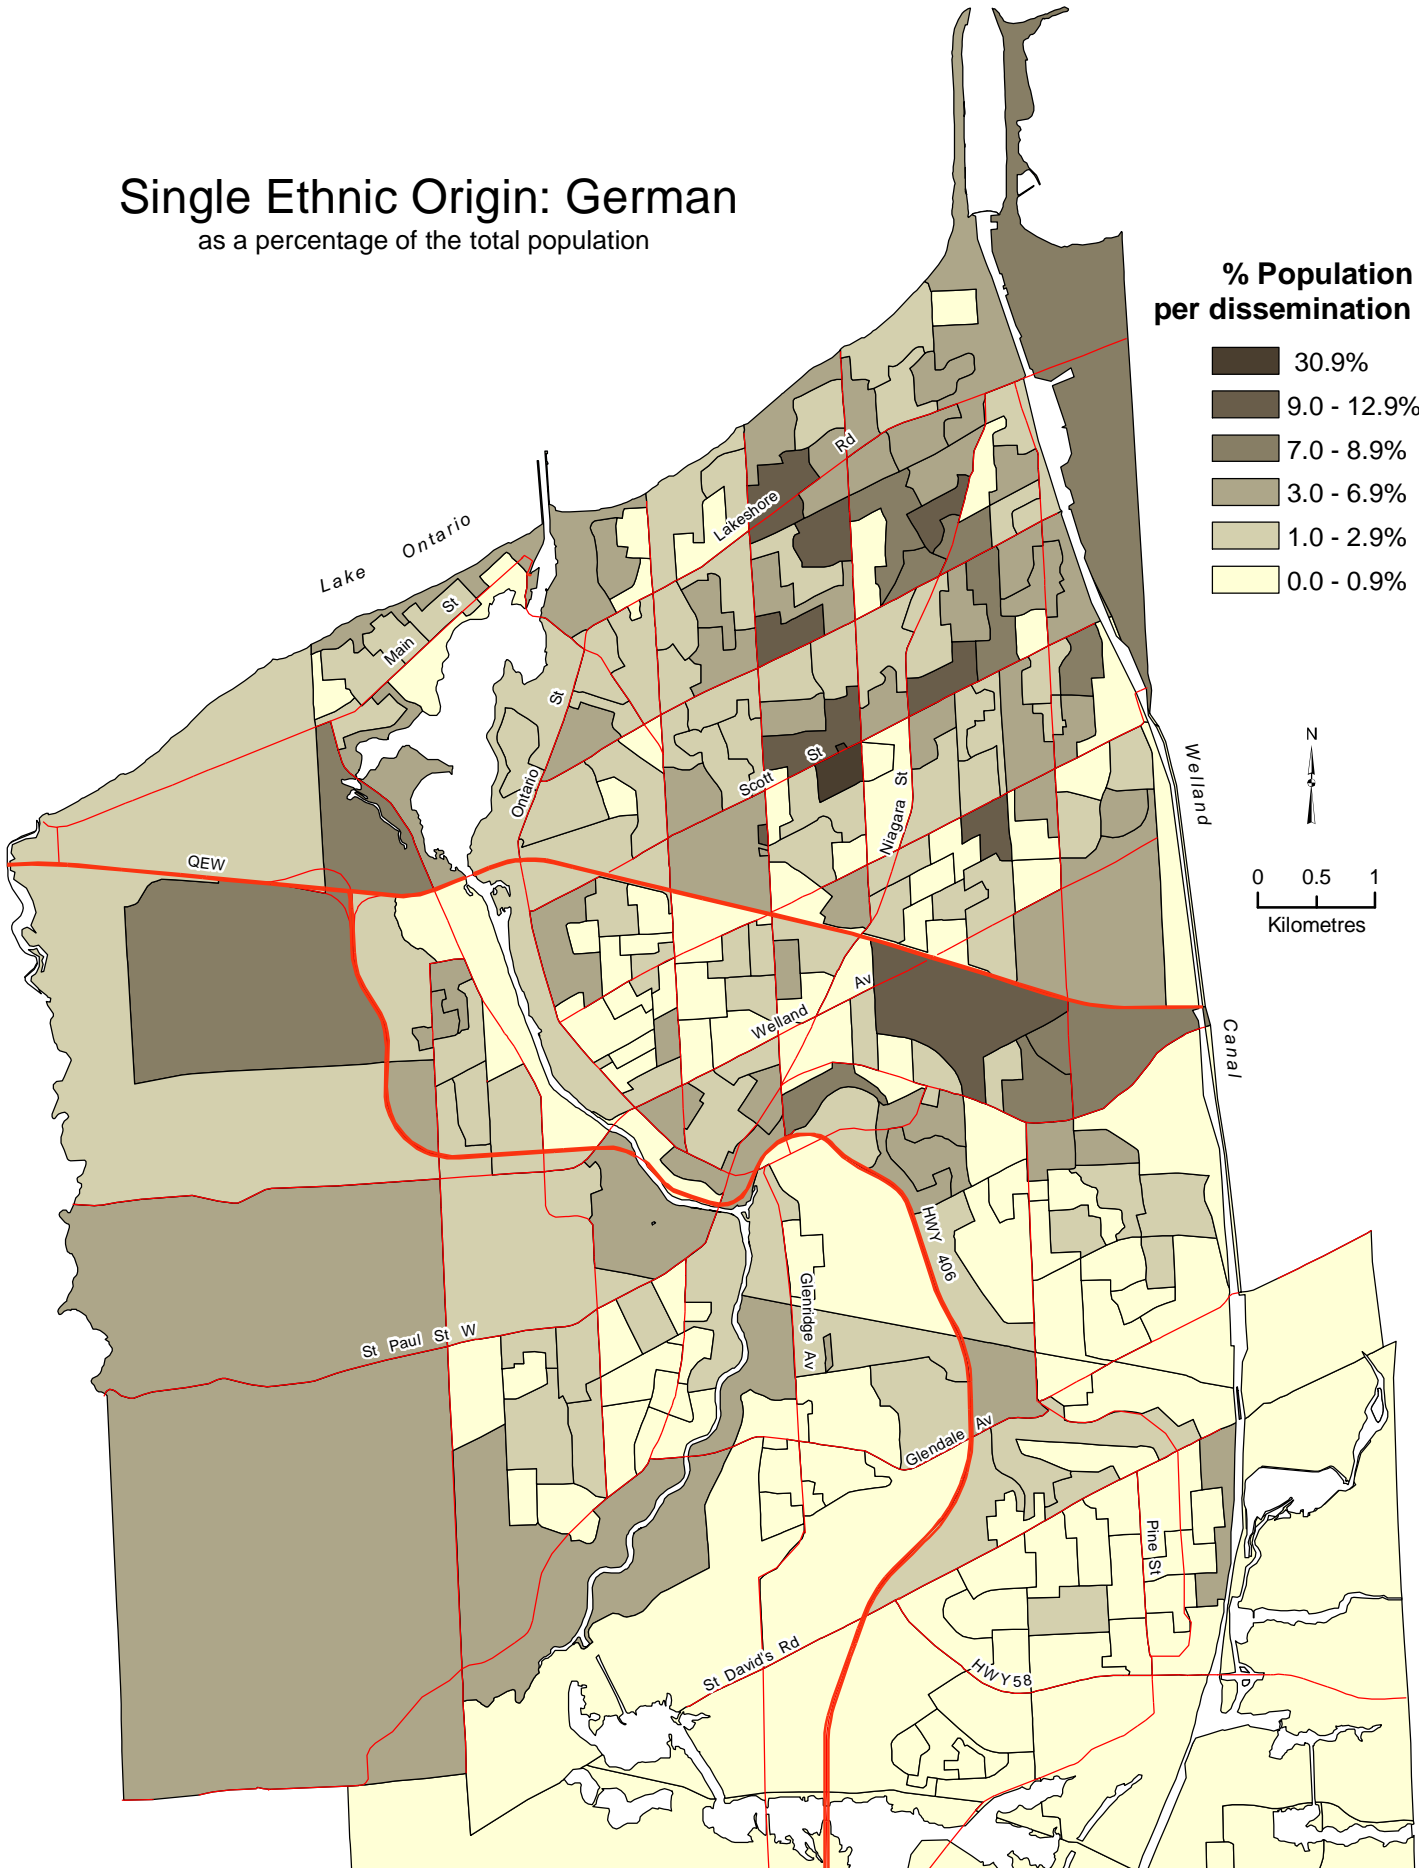 Single Ethnic Origin: German
as a percentage of the total population
% Population
per dissemination
30.9%
9.0 - 12.9%
7.0 - 8.9%
3.0 - 6.9%
1.0 - 2.9%
0.0 - 0.9%
Lake Ontario
Rd
Lakeshore
Main St
Ontario St
Scott St
Niagara St
Welland
N
0 0.5 1
Kilometres
QEW
Welland Av
Canal
HWY 406
Glenridge Av
St Paul St W
Glendale Av
Pine St
St David's Rd
HWY58